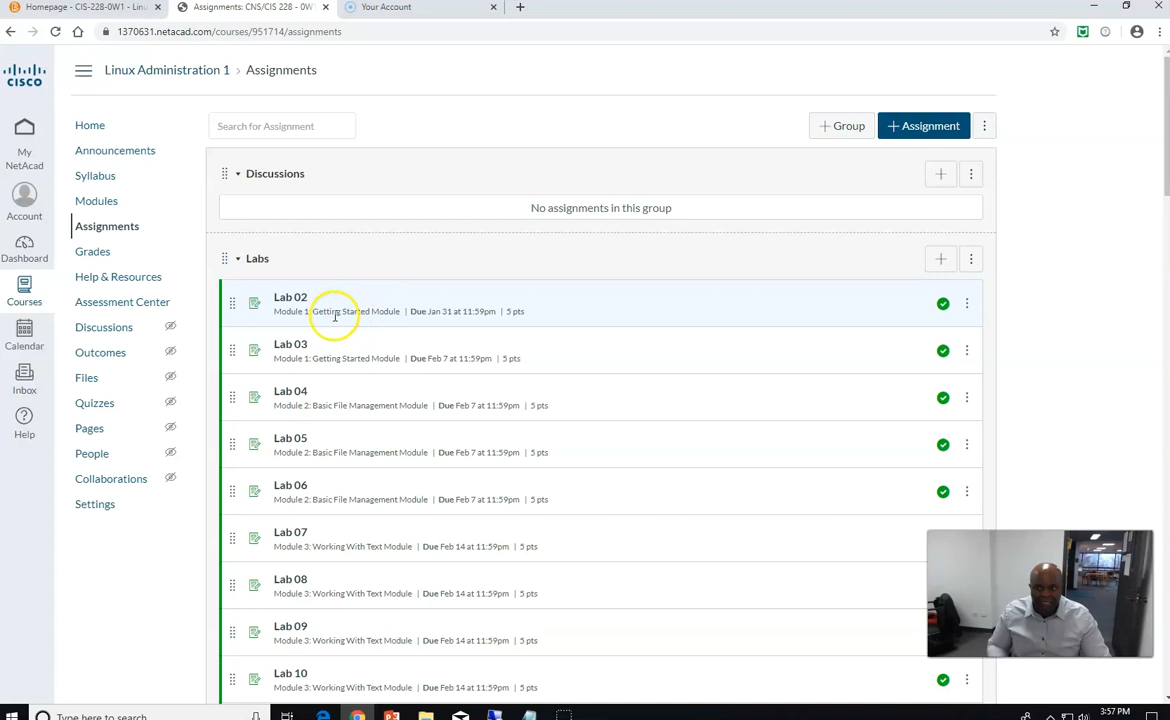 Homepage - CIS-228-0W1 - Lin
Assignments: CNS/CIS 228 - 0W
Your Account
1370631.netacad.com/courses/951714/assignments
CISCO
Linux Administration 1 > Assignments
My NetAcad
Account
Dashboard
Courses
Calendar
Inbox
Help
Home
Announcements
Syllabus
Modules
Assignments
Grades
Help & Resources
Assessment Center
Discussions
Outcomes
Files
Quizzes
Pages
People
Collaborations
Settings
Search for Assignment
+ Group
+ Assignment
Discussions
No assignments in this group
Labs
Lab 02
Module 1: Getting Started Module | Due Jan 31 at 11:59pm | 5 pts
Lab 03
Module 1: Getting Started Module | Due Feb 7 at 11:59pm | 5 pts
Lab 04
Module 2: Basic File Management Module | Due Feb 7 at 11:59pm | 5 pts
Lab 05
Module 2: Basic File Management Module | Due Feb 7 at 11:59pm | 5 pts
Lab 06
Module 2: Basic File Management Module | Due Feb 7 at 11:59pm | 5 pts
Lab 07
Module 3: Working With Text Module | Due Feb 14 at 11:59pm | 5 pts
Lab 08
Module 3: Working With Text Module | Due Feb 14 at 11:59pm | 5 pts
Lab 09
Module 3: Working With Text Module | Due Feb 14 at 11:59pm | 5 pts
Lab 10
Module 3: Working With Text Module | Due Feb 14 at 11:59pm | 5 pts
Type here to search
3:57 PM